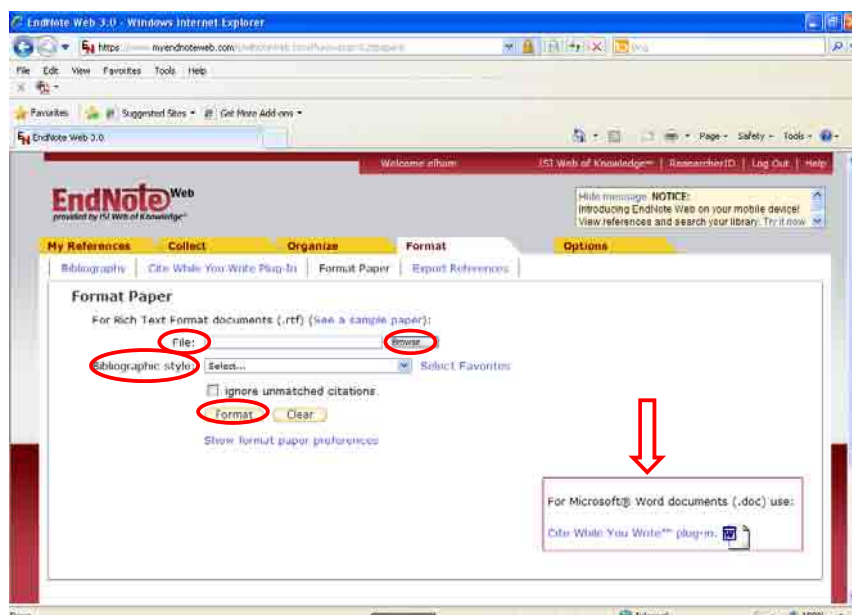 EndNote Web 3.0 - Windows Internet Explorer
https myendnoteweb.com
File Edit View Favorites Tools Help
Favorites Suggested Sites Get More Add-ons
EndNote Web 3.0 Page Safety Tools
Welcome elham ISI Web of Knowledge℠ | ResearcherID | Log Out | Help
EndNote Web
provided by ISI Web of Knowledge℠
Hide message NOTICE:
Introducing EndNote Web on your mobile device!
View references and search your library. Try it now
My References Collect Organize Format Options
Bibliography Cite While You Write Plug-In Format Paper Export References
Format Paper
For Rich Text Format documents (.rtf) (See a sample paper):
File: Browse...
Bibliographic style: Select... Select Favorites
ignore unmatched citations.
Format Clear
Show format paper preferences
For Microsoft® Word documents (.doc) use:
Cite While You Write™ plug-in.